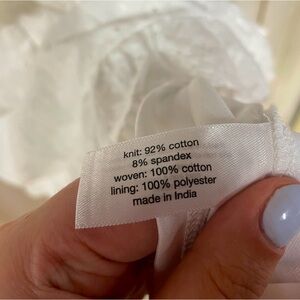 knit: 92% cotton
8% spandex
woven: 100% cotton
lining: 100% polyester
made in India